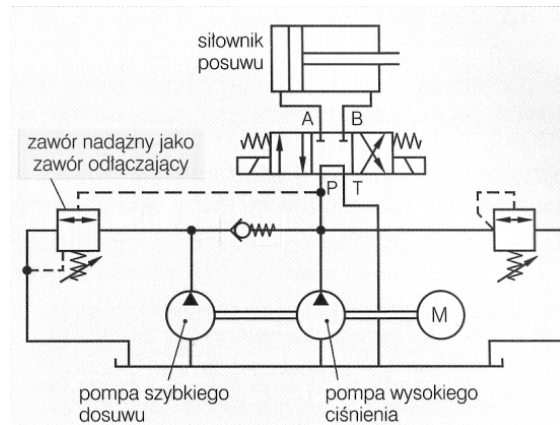 siłownik
posuwu
A B
zawór nadążny jako
zawór odłączający
P T
M
pompa szybkiego
dosuwu
pompa wysokiego
ciśnienia